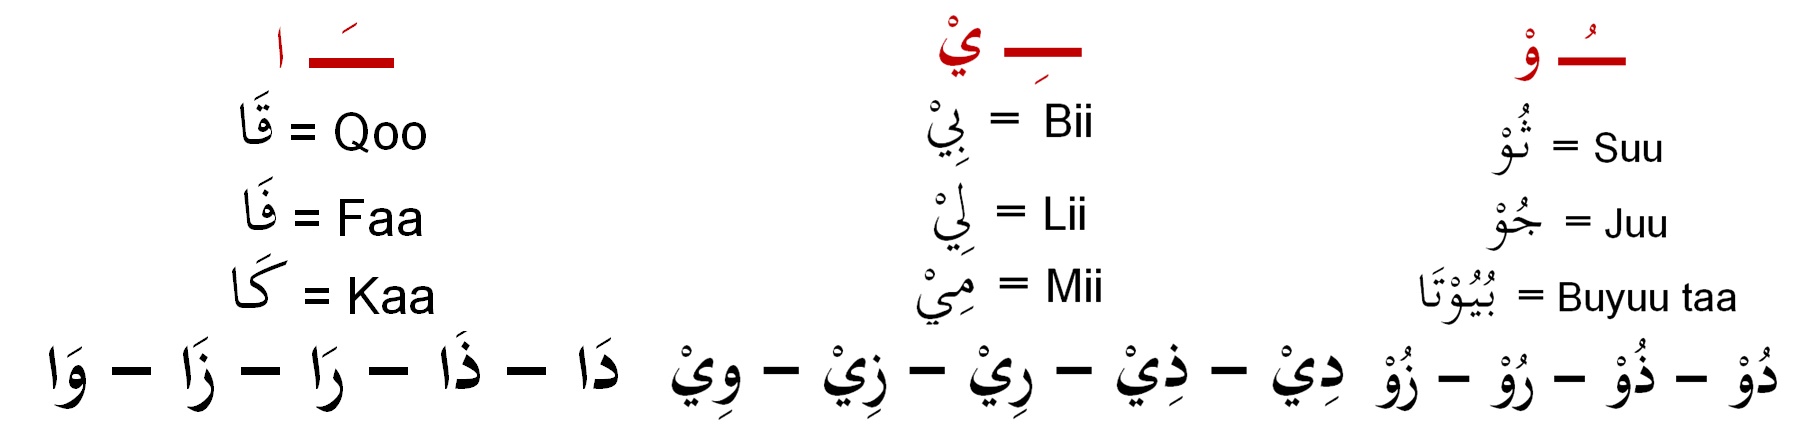 ـَـ ا
قَا = Qoo
فَا = Faa
كَا = Kaa
ـِـ يْ
بِيْ = Bii
لِيْ = Lii
مِيْ = Mii
ـُـ وْ
ثُوْ = Suu
جُوْ = Juu
بُيُوْتَا = Buyuu taa
دُوْ – ذُوْ – رُوْ – زُوْ
دِيْ – ذِيْ – رِيْ – زِيْ – وِيْ
دَا – ذَا – رَا – زَا – وَا